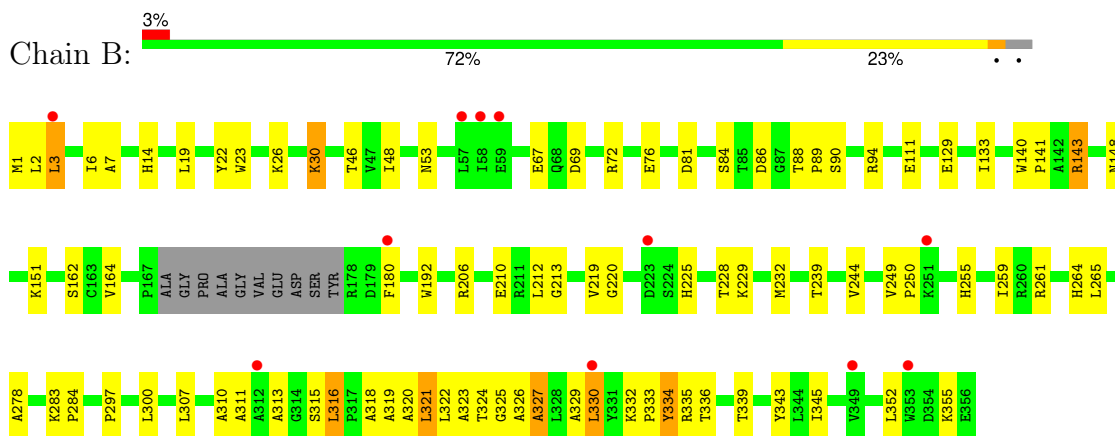 3%
Chain B:
72% 23% • •
M1 L2 L3 I6 A7 H14 L19 Y22 W23 K26 K30 T46 V47 I48 N53 L57 I58 E59 E67 Q68 D69 R72 E76 D81 S84 T85 D86 G87 T88 P89 S90 R94 E111 E129 I133 W140 P141 A142 R143 N148
K151 S162 C163 V164 P167 ALA GLY PRO ALA GLY VAL GLU ASP SER TYR R178 D179 F180 W192 R206 E210 R211 L212 G213 V219 G220 D223 S224 H225 T228 K229 M232 T239 V244 V249 P250 K251 H255 I259 R260 R261 H264 L265
A278 K283 P284 P297 L300 L307 A310 A311 A312 A313 G314 S315 L316 P317 A318 A319 A320 L321 L322 A323 T324 G325 A326 A327 L328 A329 L330 Y331 K332 P333 Y334 R335 T336 T339 Y343 L344 I345 V349 L352 W353 D354 K355 E356